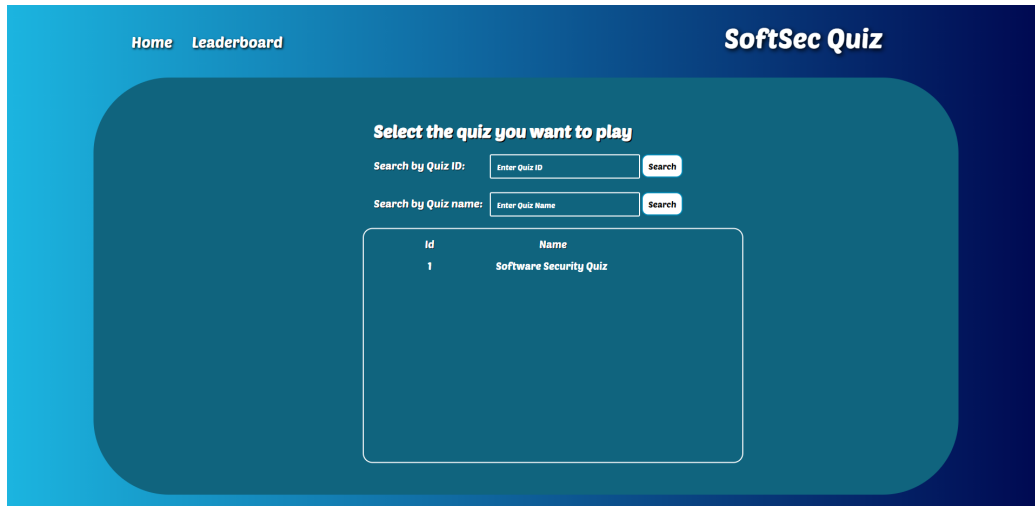 Home Leaderboard SoftSec Quiz
Select the quiz you want to play
Search by Quiz ID: Enter Quiz ID Search
Search by Quiz name: Enter Quiz Name Search
Id Name
1 Software Security Quiz